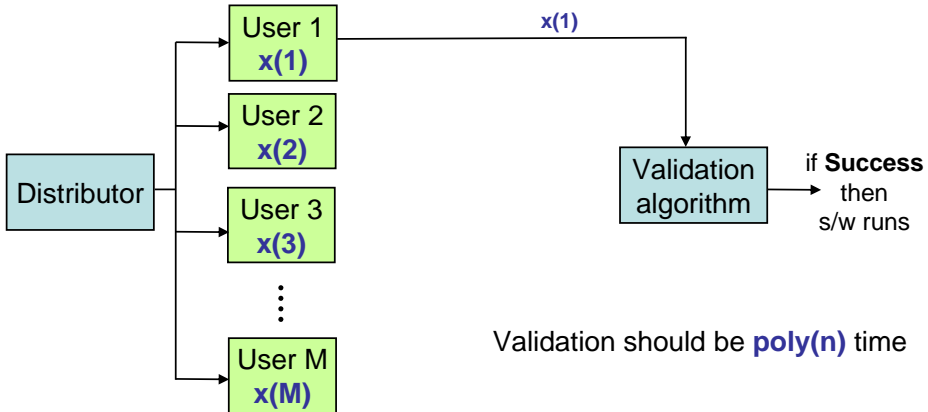 Distributor
User 1
x(1)
User 2
x(2)
User 3
x(3)
User M
x(M)
x(1)
Validation
algorithm
if Success
then
s/w runs
Validation should be poly(n) time